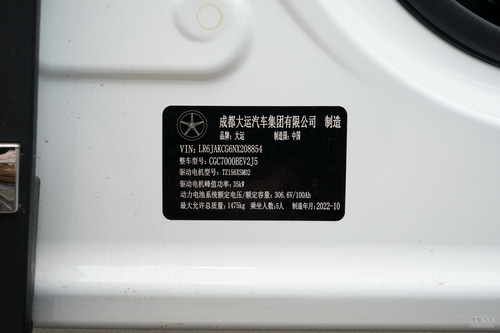 成都大运汽车集团有限公司 制造
品牌：大运 制造国：中国
VIN: LR6JAKCG6NX208854
整车型号：CGC7000BEV2J5
驱动电机型号：TZ156XSM02
驱动电机峰值功率：35kW
动力电池系统额定电压/额定容量：306.6V/100Ah
最大允许总质量：1475kg 乘坐人数：5人 制造年月：2022-10